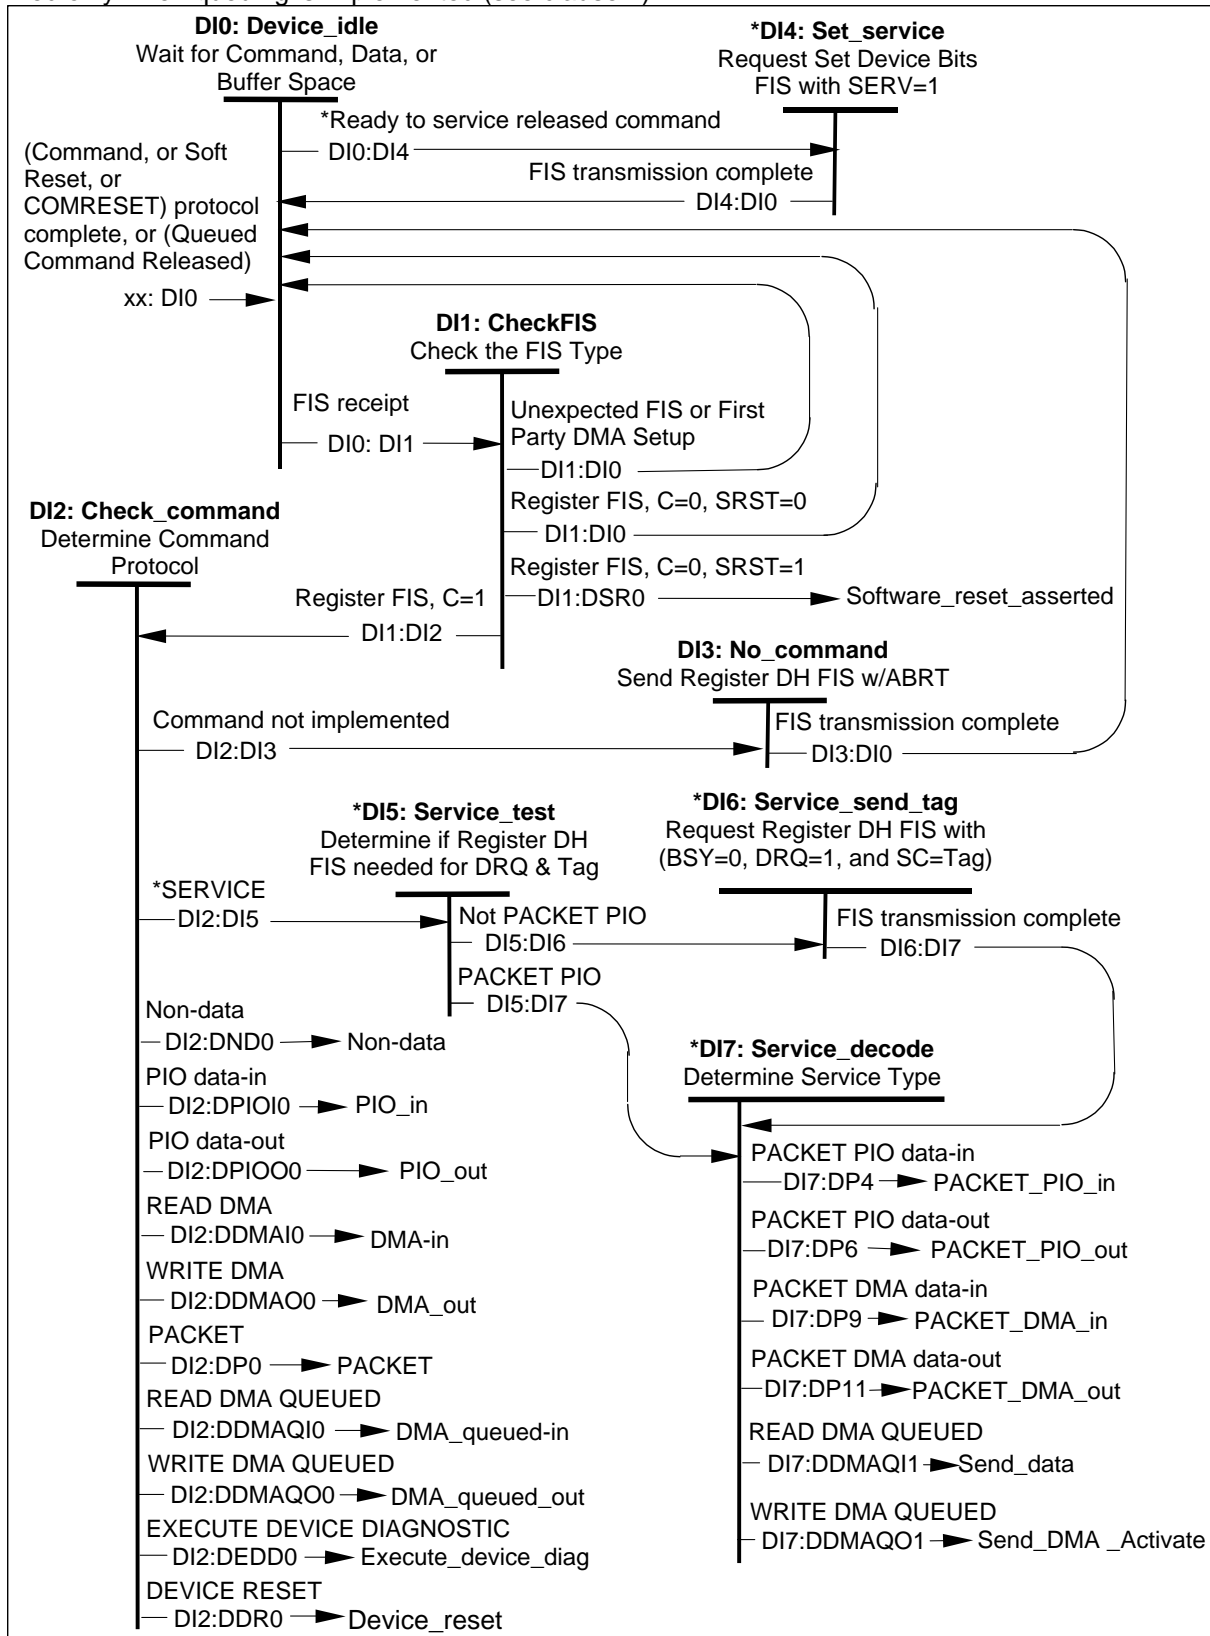 DI0: Device_idle
Wait for Command, Data, or
Buffer Space
*DI4: Set_service
Request Set Device Bits
FIS with SERV=1
*Ready to service released command
DI0:DI4
FIS transmission complete
DI4:DI0
(Command, or Soft
Reset, or
COMRESET) protocol
complete, or (Queued
Command Released)
xx: DI0
DI1: CheckFIS
Check the FIS Type
FIS receipt
DI0: DI1
Unexpected FIS or First
Party DMA Setup
DI1:DI0
Register FIS, C=0, SRST=0
DI1:DI0
Register FIS, C=0, SRST=1
DI1:DSR0
Software_reset_asserted
DI2: Check_command
Determine Command
Protocol
Register FIS, C=1
DI1:DI2
DI3: No_command
Send Register DH FIS w/ABRT
Command not implemented
DI2:DI3
FIS transmission complete
DI3:DI0
*DI5: Service_test
Determine if Register DH
FIS needed for DRQ & Tag
*DI6: Service_send_tag
Request Register DH FIS with
(BSY=0, DRQ=1, and SC=Tag)
*SERVICE
DI2:DI5
Not PACKET PIO
DI5:DI6
FIS transmission complete
DI6:DI7
PACKET PIO
DI5:DI7
Non-data
DI2:DND0
Non-data
PIO data-in
DI2:DPIOI0
PIO_in
PIO data-out
DI2:DPIOO0
PIO_out
READ DMA
DI2:DDMAI0
DMA-in
WRITE DMA
DI2:DDMAO0
DMA_out
PACKET
DI2:DP0
PACKET
READ DMA QUEUED
DI2:DDMAQI0
DMA_queued-in
WRITE DMA QUEUED
DI2:DDMAQO0
DMA_queued_out
EXECUTE DEVICE DIAGNOSTIC
DI2:DEDD0
Execute_device_diag
DEVICE RESET
DI2:DDR0
Device_reset
*DI7: Service_decode
Determine Service Type
PACKET PIO data-in
DI7:DP4
PACKET_PIO_in
PACKET PIO data-out
DI7:DP6
PACKET_PIO_out
PACKET DMA data-in
DI7:DP9
PACKET_DMA_in
PACKET DMA data-out
DI7:DP11
PACKET_DMA_out
READ DMA QUEUED
DI7:DDMAQI1
Send_data
WRITE DMA QUEUED
DI7:DDMAQO1
Send_DMA _Activate